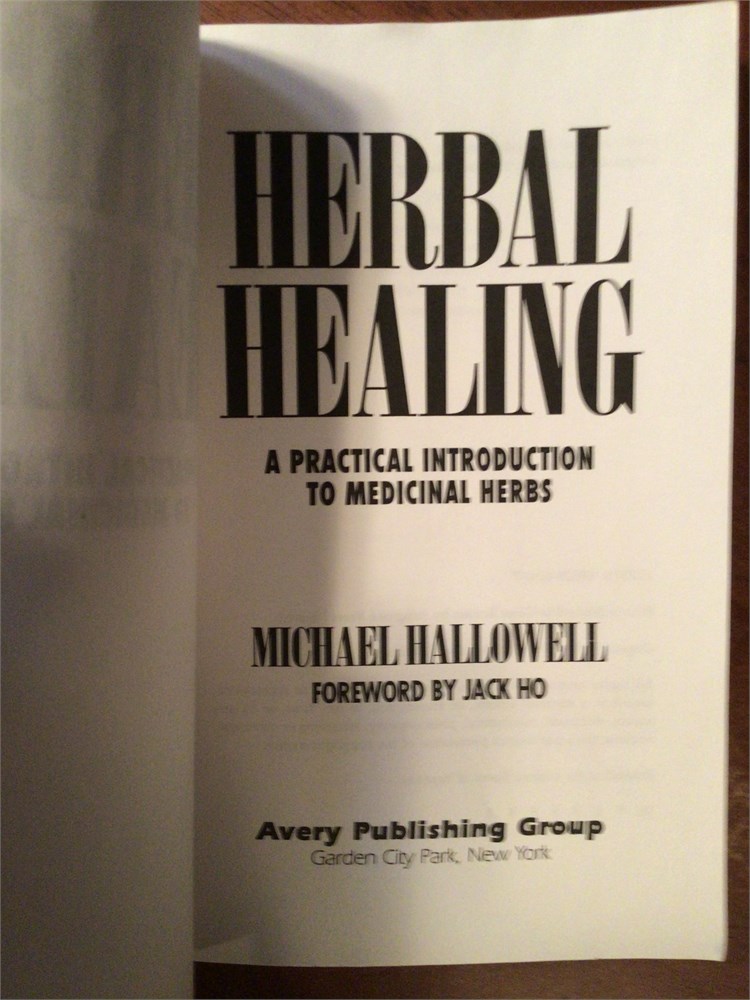 HERBAL
HEALING
A PRACTICAL INTRODUCTION
TO MEDICINAL HERBS
MICHAEL HALLOWELL
FOREWORD BY JACK HO
Avery Publishing Group
Garden City Park, New York